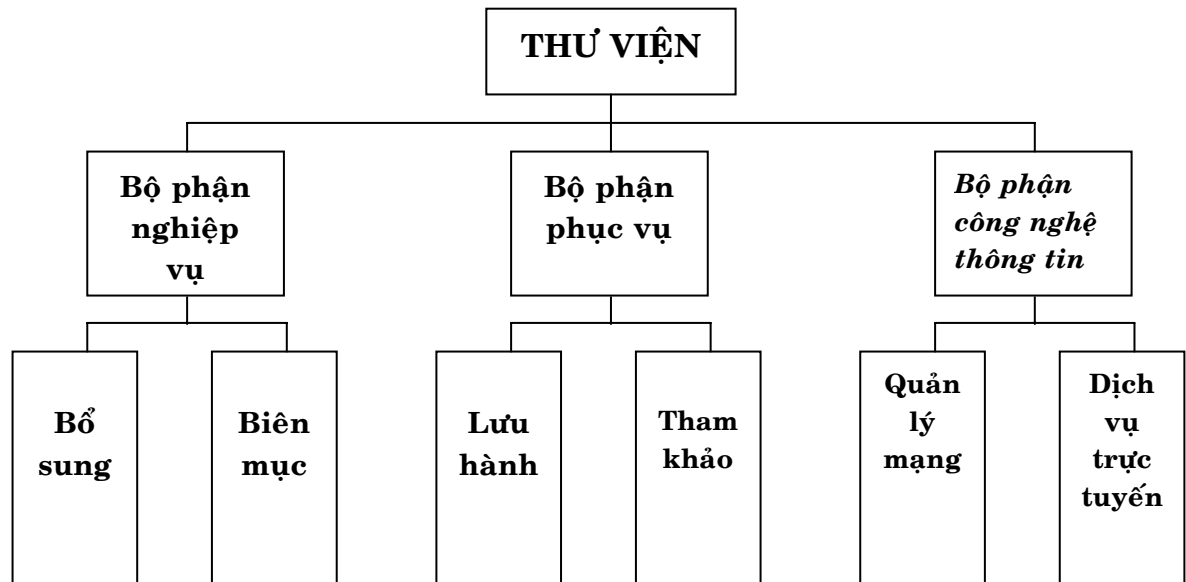 THƯ VIỆN
Bộ phận
nghiệp
vụ
Bộ phận
phục vụ
Bộ phận
công nghệ
thông tin
Bổ
sung
Biên
mục
Lưu
hành
Tham
khảo
Quản
lý
mạng
Dịch
vụ
trực
tuyến